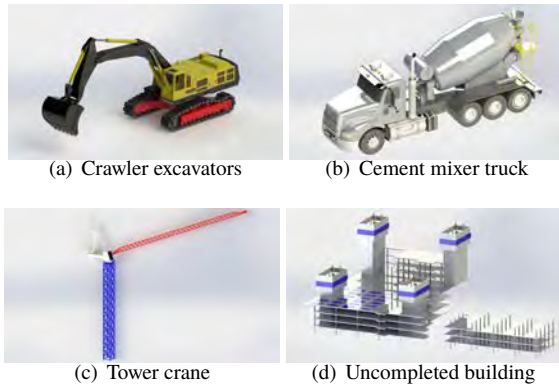 (a) Crawler excavators
(b) Cement mixer truck
(c) Tower crane
(d) Uncompleted building